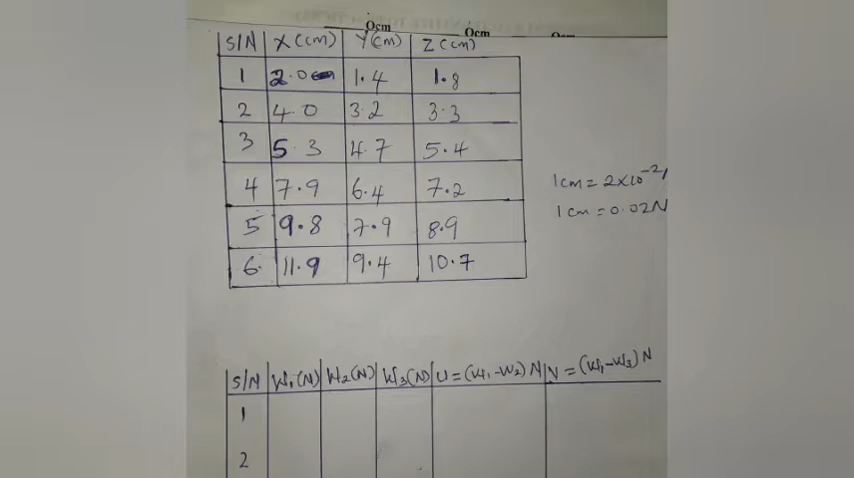 0cm
0cm
S/N X(cm) Y(cm) Z(cm)
1 2.0 1.4 1.8
2 4.0 3.2 3.3
3 5.3 4.7 5.4
4 7.9 6.4 7.2
5 9.8 7.9 8.9
6. 11.9 9.4 10.7
1cm = 2×10⁻²
1cm = 0.02N
S/N W₁(N) W₂(N) W₃(N) U=(W₁-W₂)N V=(W₁-W₃)N
1
2